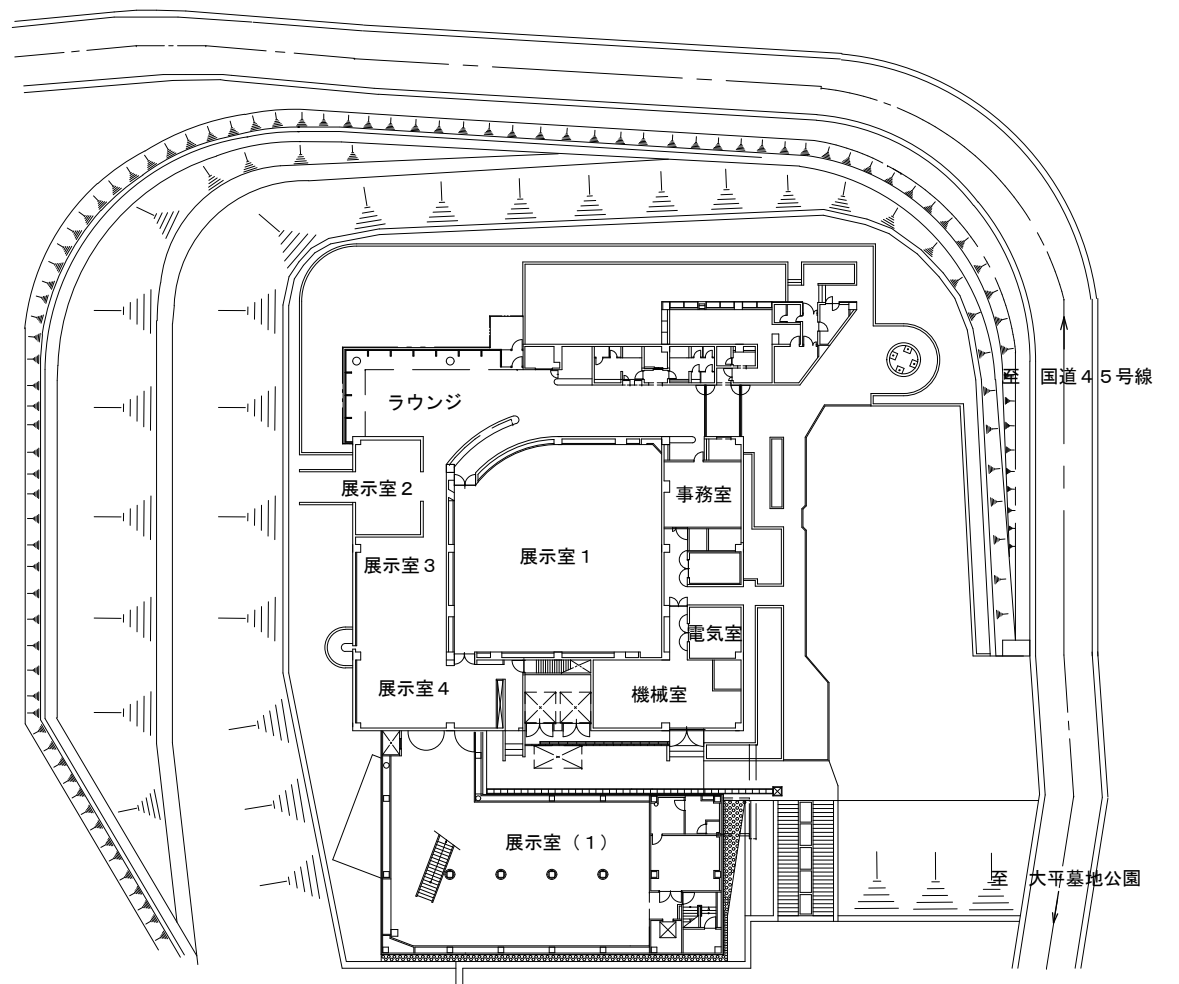 至　国道４５号線
ラウンジ
展示室２
事務室
展示室１
展示室３
電気室
展示室４
機械室
展示室（１）
至　大平墓地公園